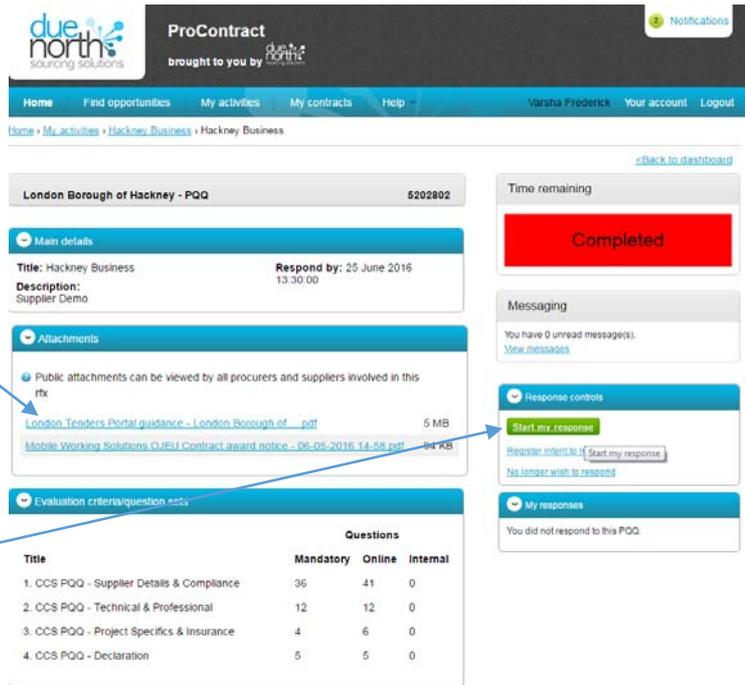 due
north
sourcing solutions
ProContract
brought to you by due north
2 Notifications
Home Find opportunities My activities My contracts Help Varsha Frederick Your account Logout
Home › My activities › Hackney Business › Hackney Business
<Back to dashboard
London Borough of Hackney - PQQ 5202802
Main details
Title: Hackney Business
Description:
Supplier Demo
Respond by: 25 June 2016
13:30:00
Attachments
Public attachments can be viewed by all procurers and suppliers involved in this
rfx
London Tenders Portal guidance - London Borough of__.pdf 5 MB
Mobile Working Solutions OJEU Contract award notice - 06-05-2016 14-58.pdf 94 KB
Evaluation criteria/question sets
Questions
Title Mandatory Online Internal
1. CCS PQQ - Supplier Details & Compliance 36 41 0
2. CCS PQQ - Technical & Professional 12 12 0
3. CCS PQQ - Project Specifics & Insurance 4 6 0
4. CCS PQQ - Declaration 5 5 0
Time remaining
Completed
Messaging
You have 0 unread message(s).
View messages
Response controls
Start my response
Register intent to
Start my response
No longer wish to respond
My responses
You did not respond to this PQQ.